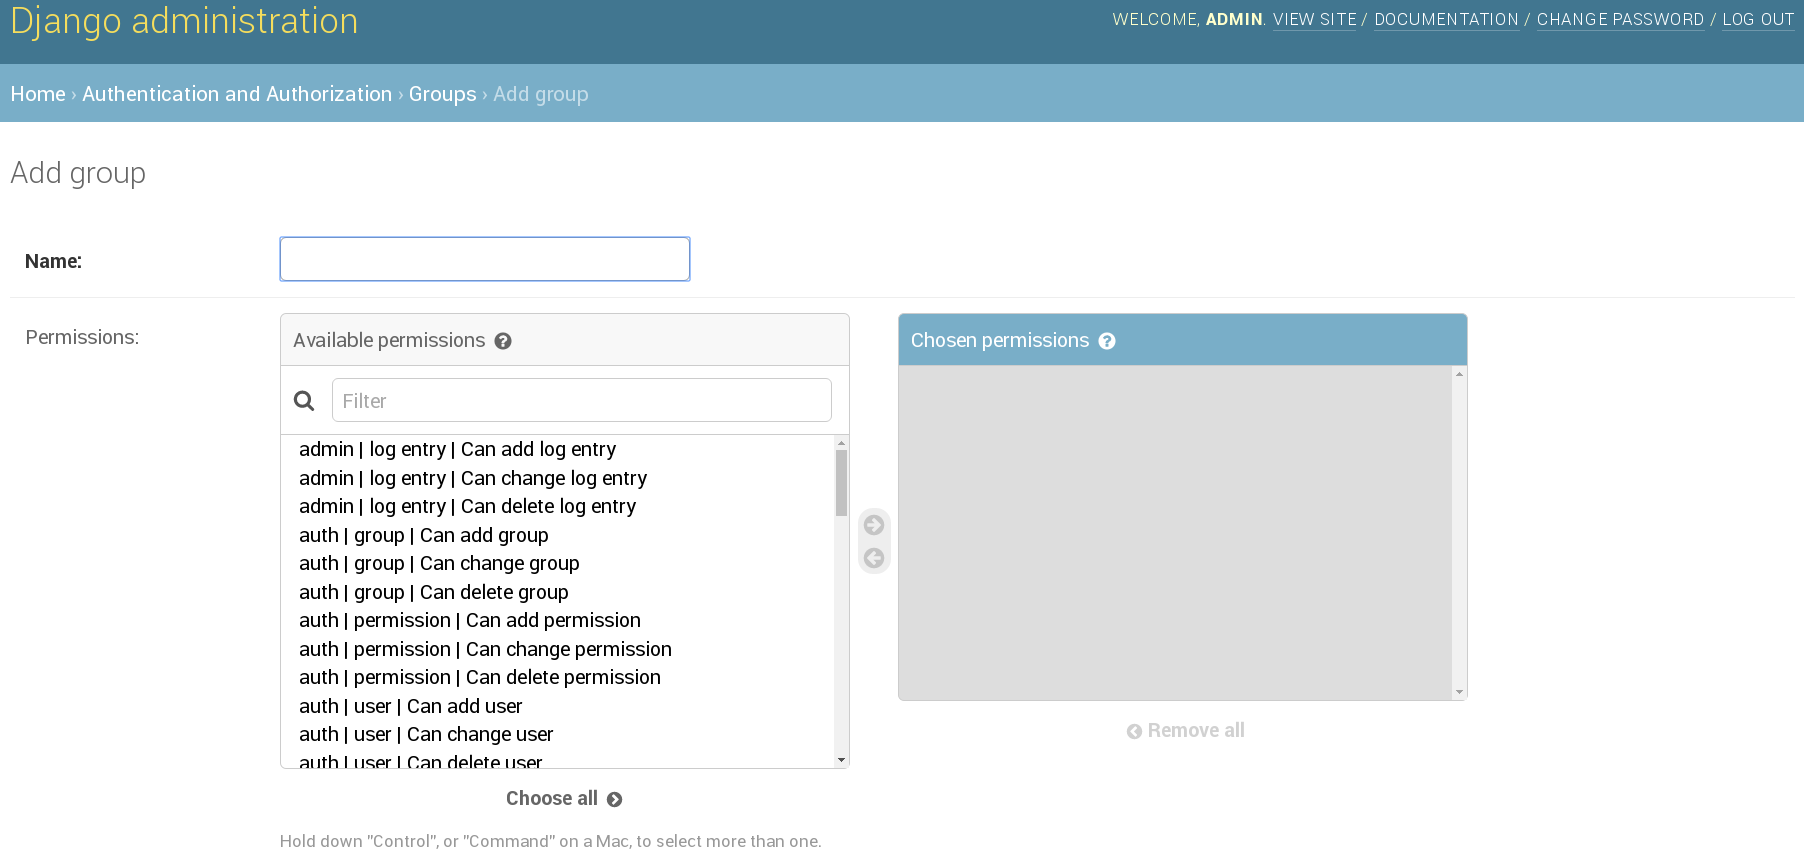 Django administration
WELCOME, ADMIN. VIEW SITE / DOCUMENTATION / CHANGE PASSWORD / LOG OUT
Home › Authentication and Authorization › Groups › Add group
Add group
Name:
Permissions:
Available permissions
Filter
admin | log entry | Can add log entry
admin | log entry | Can change log entry
admin | log entry | Can delete log entry
auth | group | Can add group
auth | group | Can change group
auth | group | Can delete group
auth | permission | Can add permission
auth | permission | Can change permission
auth | permission | Can delete permission
auth | user | Can add user
auth | user | Can change user
auth | user | Can delete user
Choose all
Hold down "Control", or "Command" on a Mac, to select more than one.
Chosen permissions
Remove all